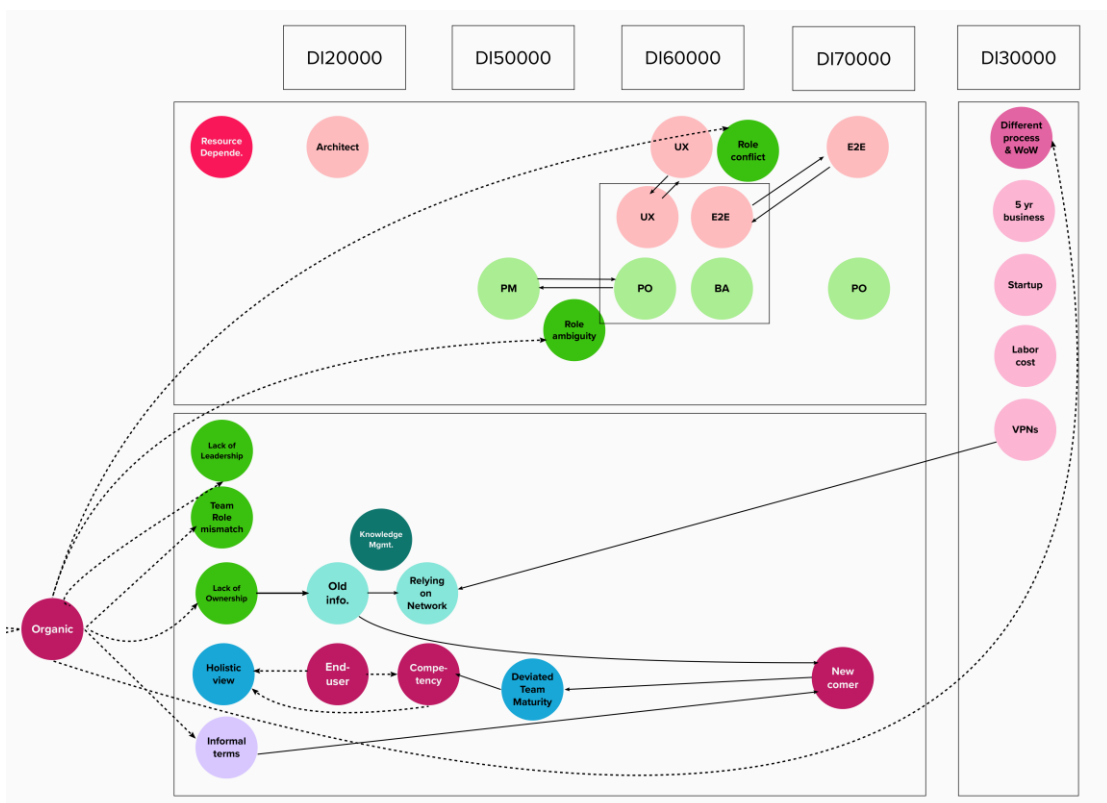 DI20000
DI50000
DI60000
DI70000
DI30000
Resource
Depende.
Architect
UX
Role
conflict
E2E
Different
process
& WoW
UX
E2E
5 yr
business
PM
PO
BA
PO
Startup
Role
ambiguity
Labor
cost
VPNs
Lack of
Leadership
Team
Role
mismatch
Knowledge
Mgmt.
Lack of
Ownership
Old
info.
Relying
on
Network
Organic
Holistic
view
End-
user
Compe-
tency
Deviated
Team
Maturity
New
comer
Informal
terms